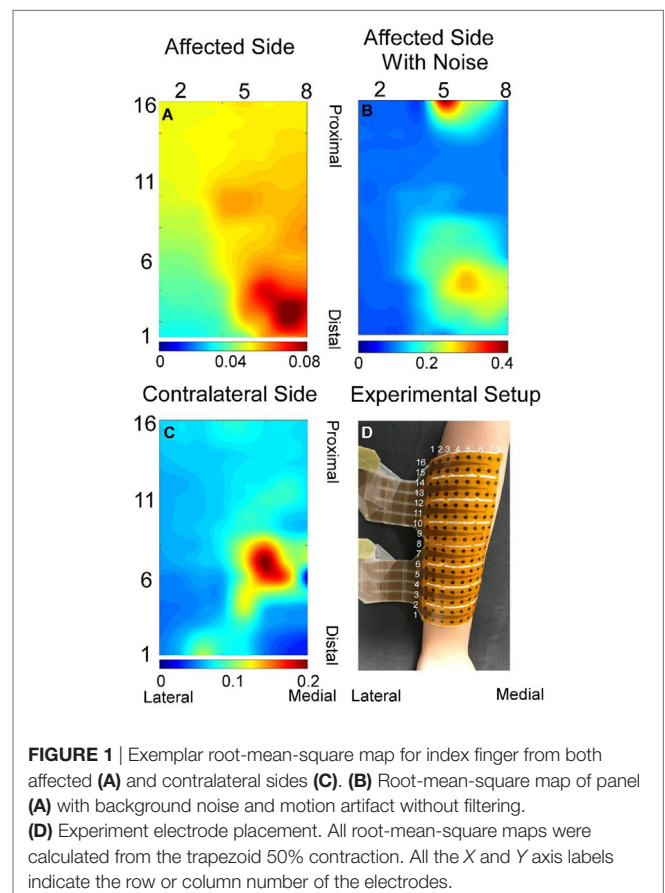 Affected Side
Affected Side
With Noise
2 5 8
2 5 8
16
11
6
1
A
Proximal
Distal
B
0 0.04 0.08
0 0.2 0.4
Contralateral Side
Experimental Setup
16
11
6
1
C
Proximal
Distal
D
1 2 3 4 5 6 7 8
16
15
14
13
12
11
10
9
8
7
6
5
4
3
2
1
0 0.1 0.2
Lateral Medial
Lateral Medial
FIGURE 1 | Exemplar root-mean-square map for index finger from both
affected (A) and contralateral sides (C). (B) Root-mean-square map of panel
(A) with background noise and motion artifact without filtering.
(D) Experiment electrode placement. All root-mean-square maps were
calculated from the trapezoid 50% contraction. All the X and Y axis labels
indicate the row or column number of the electrodes.